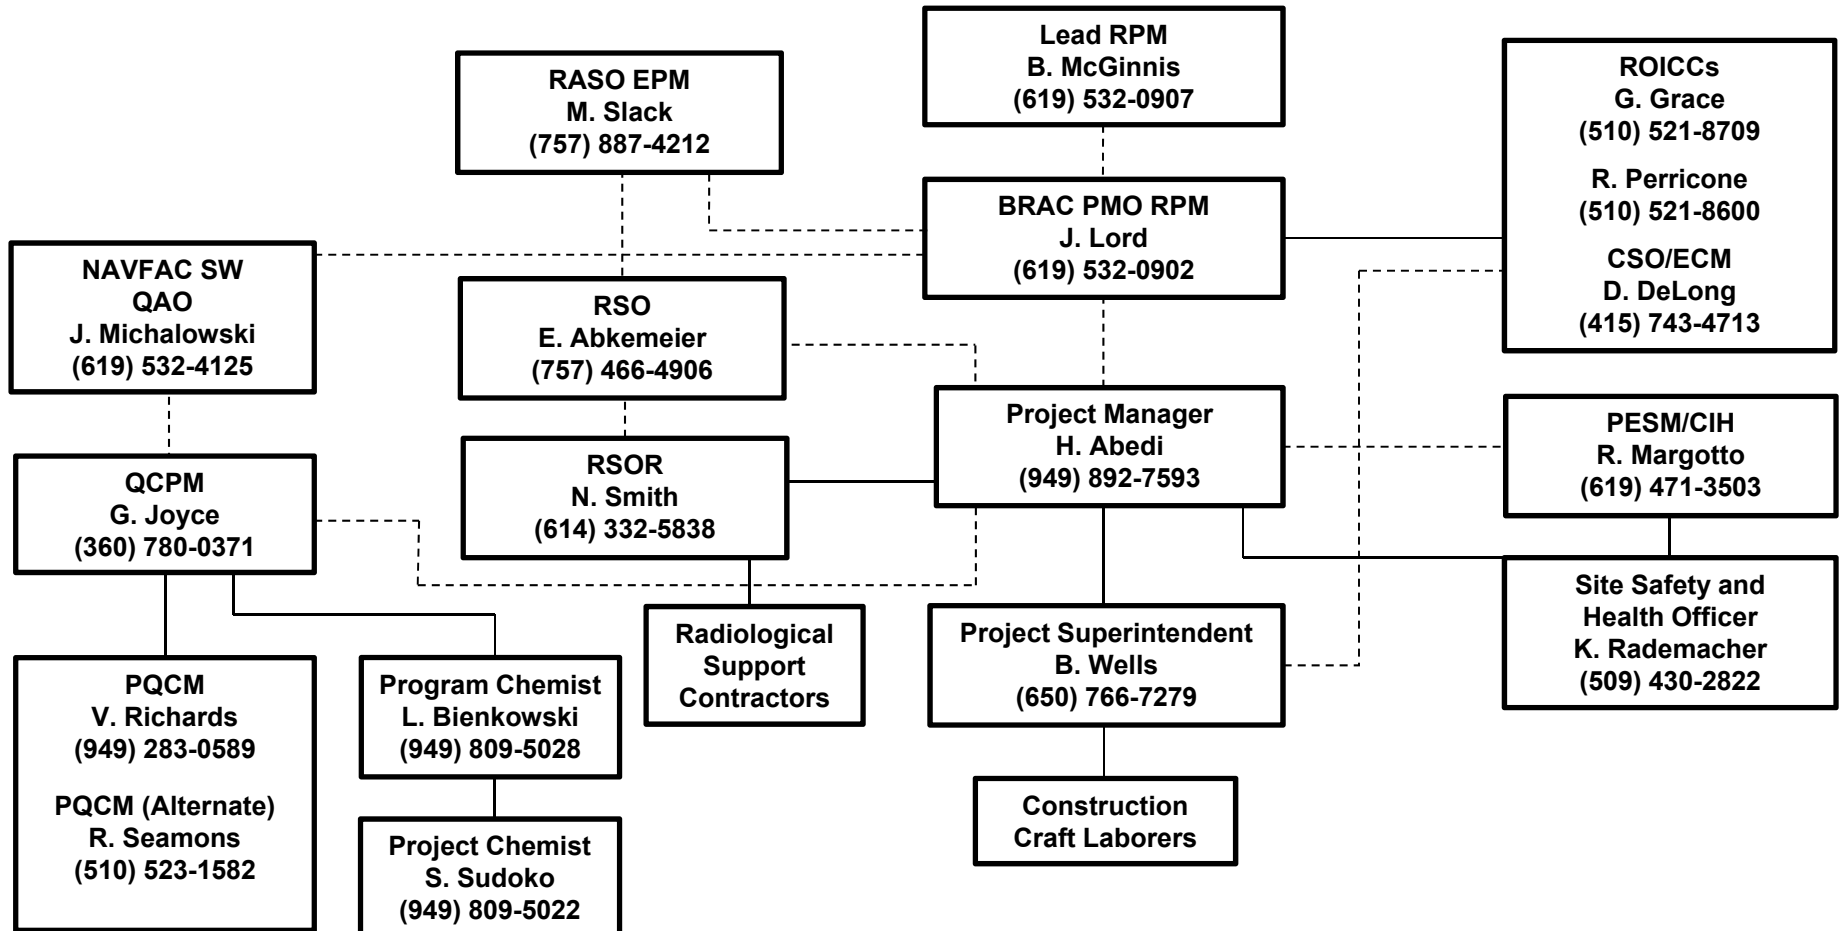 Lead RPM
B. McGinnis
(619) 532-0907
RASO EPM
M. Slack
(757) 887-4212
ROICCs
G. Grace
(510) 521-8709
R. Perricone
(510) 521-8600
CSO/ECM
D. DeLong
(415) 743-4713
BRAC PMO RPM
J. Lord
(619) 532-0902
NAVFAC SW
QAO
J. Michalowski
(619) 532-4125
RSO
E. Abkemeier
(757) 466-4906
Project Manager
H. Abedi
(949) 892-7593
PESM/CIH
R. Margotto
(619) 471-3503
QCPM
G. Joyce
(360) 780-0371
RSOR
N. Smith
(614) 332-5838
Site Safety and
Health Officer
K. Rademacher
(509) 430-2822
Radiological
Support
Contractors
Project Superintendent
B. Wells
(650) 766-7279
PQCM
V. Richards
(949) 283-0589
PQCM (Alternate)
R. Seamons
(510) 523-1582
Program Chemist
L. Bienkowski
(949) 809-5028
Construction
Craft Laborers
Project Chemist
S. Sudoko
(949) 809-5022